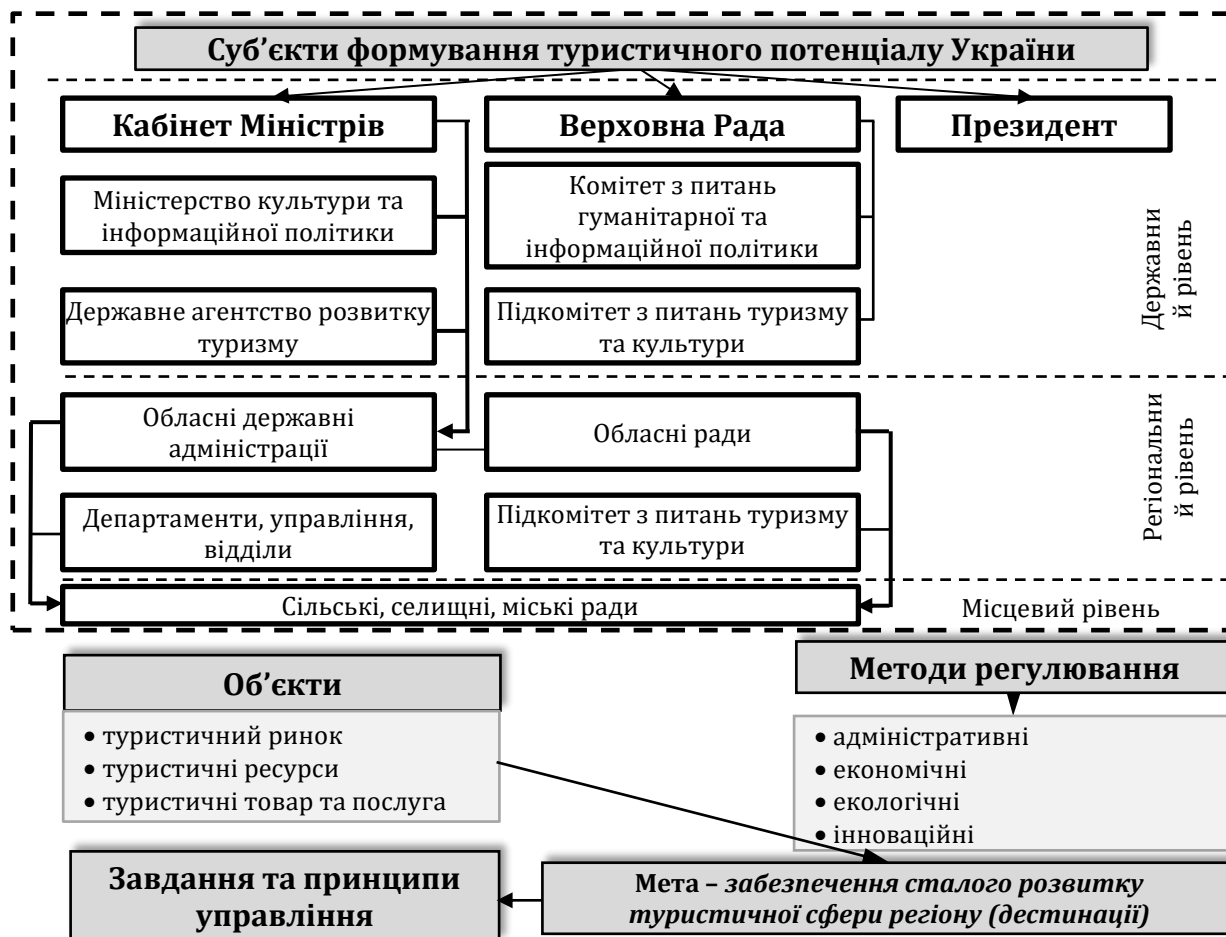 Суб’єкти формування туристичного потенціалу України
Кабінет Міністрів
Верховна Рада
Президент
Міністерство культури та
інформаційної політики
Комітет з питань
гуманітарної та
інформаційної політики
Державне агентство розвитку
туризму
Підкомітет з питань туризму
та культури
Державни
й рівень
Обласні державні
адміністрації
Обласні ради
Департаменти, управління,
відділи
Підкомітет з питань туризму
та культури
Регіональни
й рівень
Сільські, селищні, міські ради
Місцевий рівень
Об’єкти
• туристичний ринок
• туристичні ресурси
• туристичні товар та послуга
Методи регулювання
• адміністративні
• економічні
• екологічні
• інноваційні
Завдання та принципи
управління
Мета – забезпечення сталого розвитку
туристичної сфери регіону (дестинації)